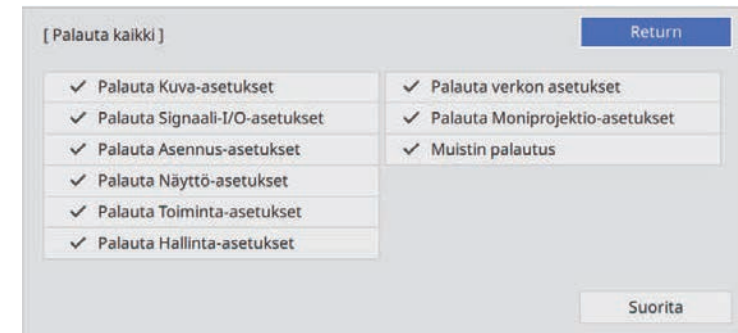 [ Palauta kaikki ]
Return
Palauta Kuva-asetukset
Palauta Signaali-I/O-asetukset
Palauta Asennus-asetukset
Palauta Näyttö-asetukset
Palauta Toiminta-asetukset
Palauta Hallinta-asetukset
Palauta verkon asetukset
Palauta Moniprojektio-asetukset
Muistin palautus
Suorita